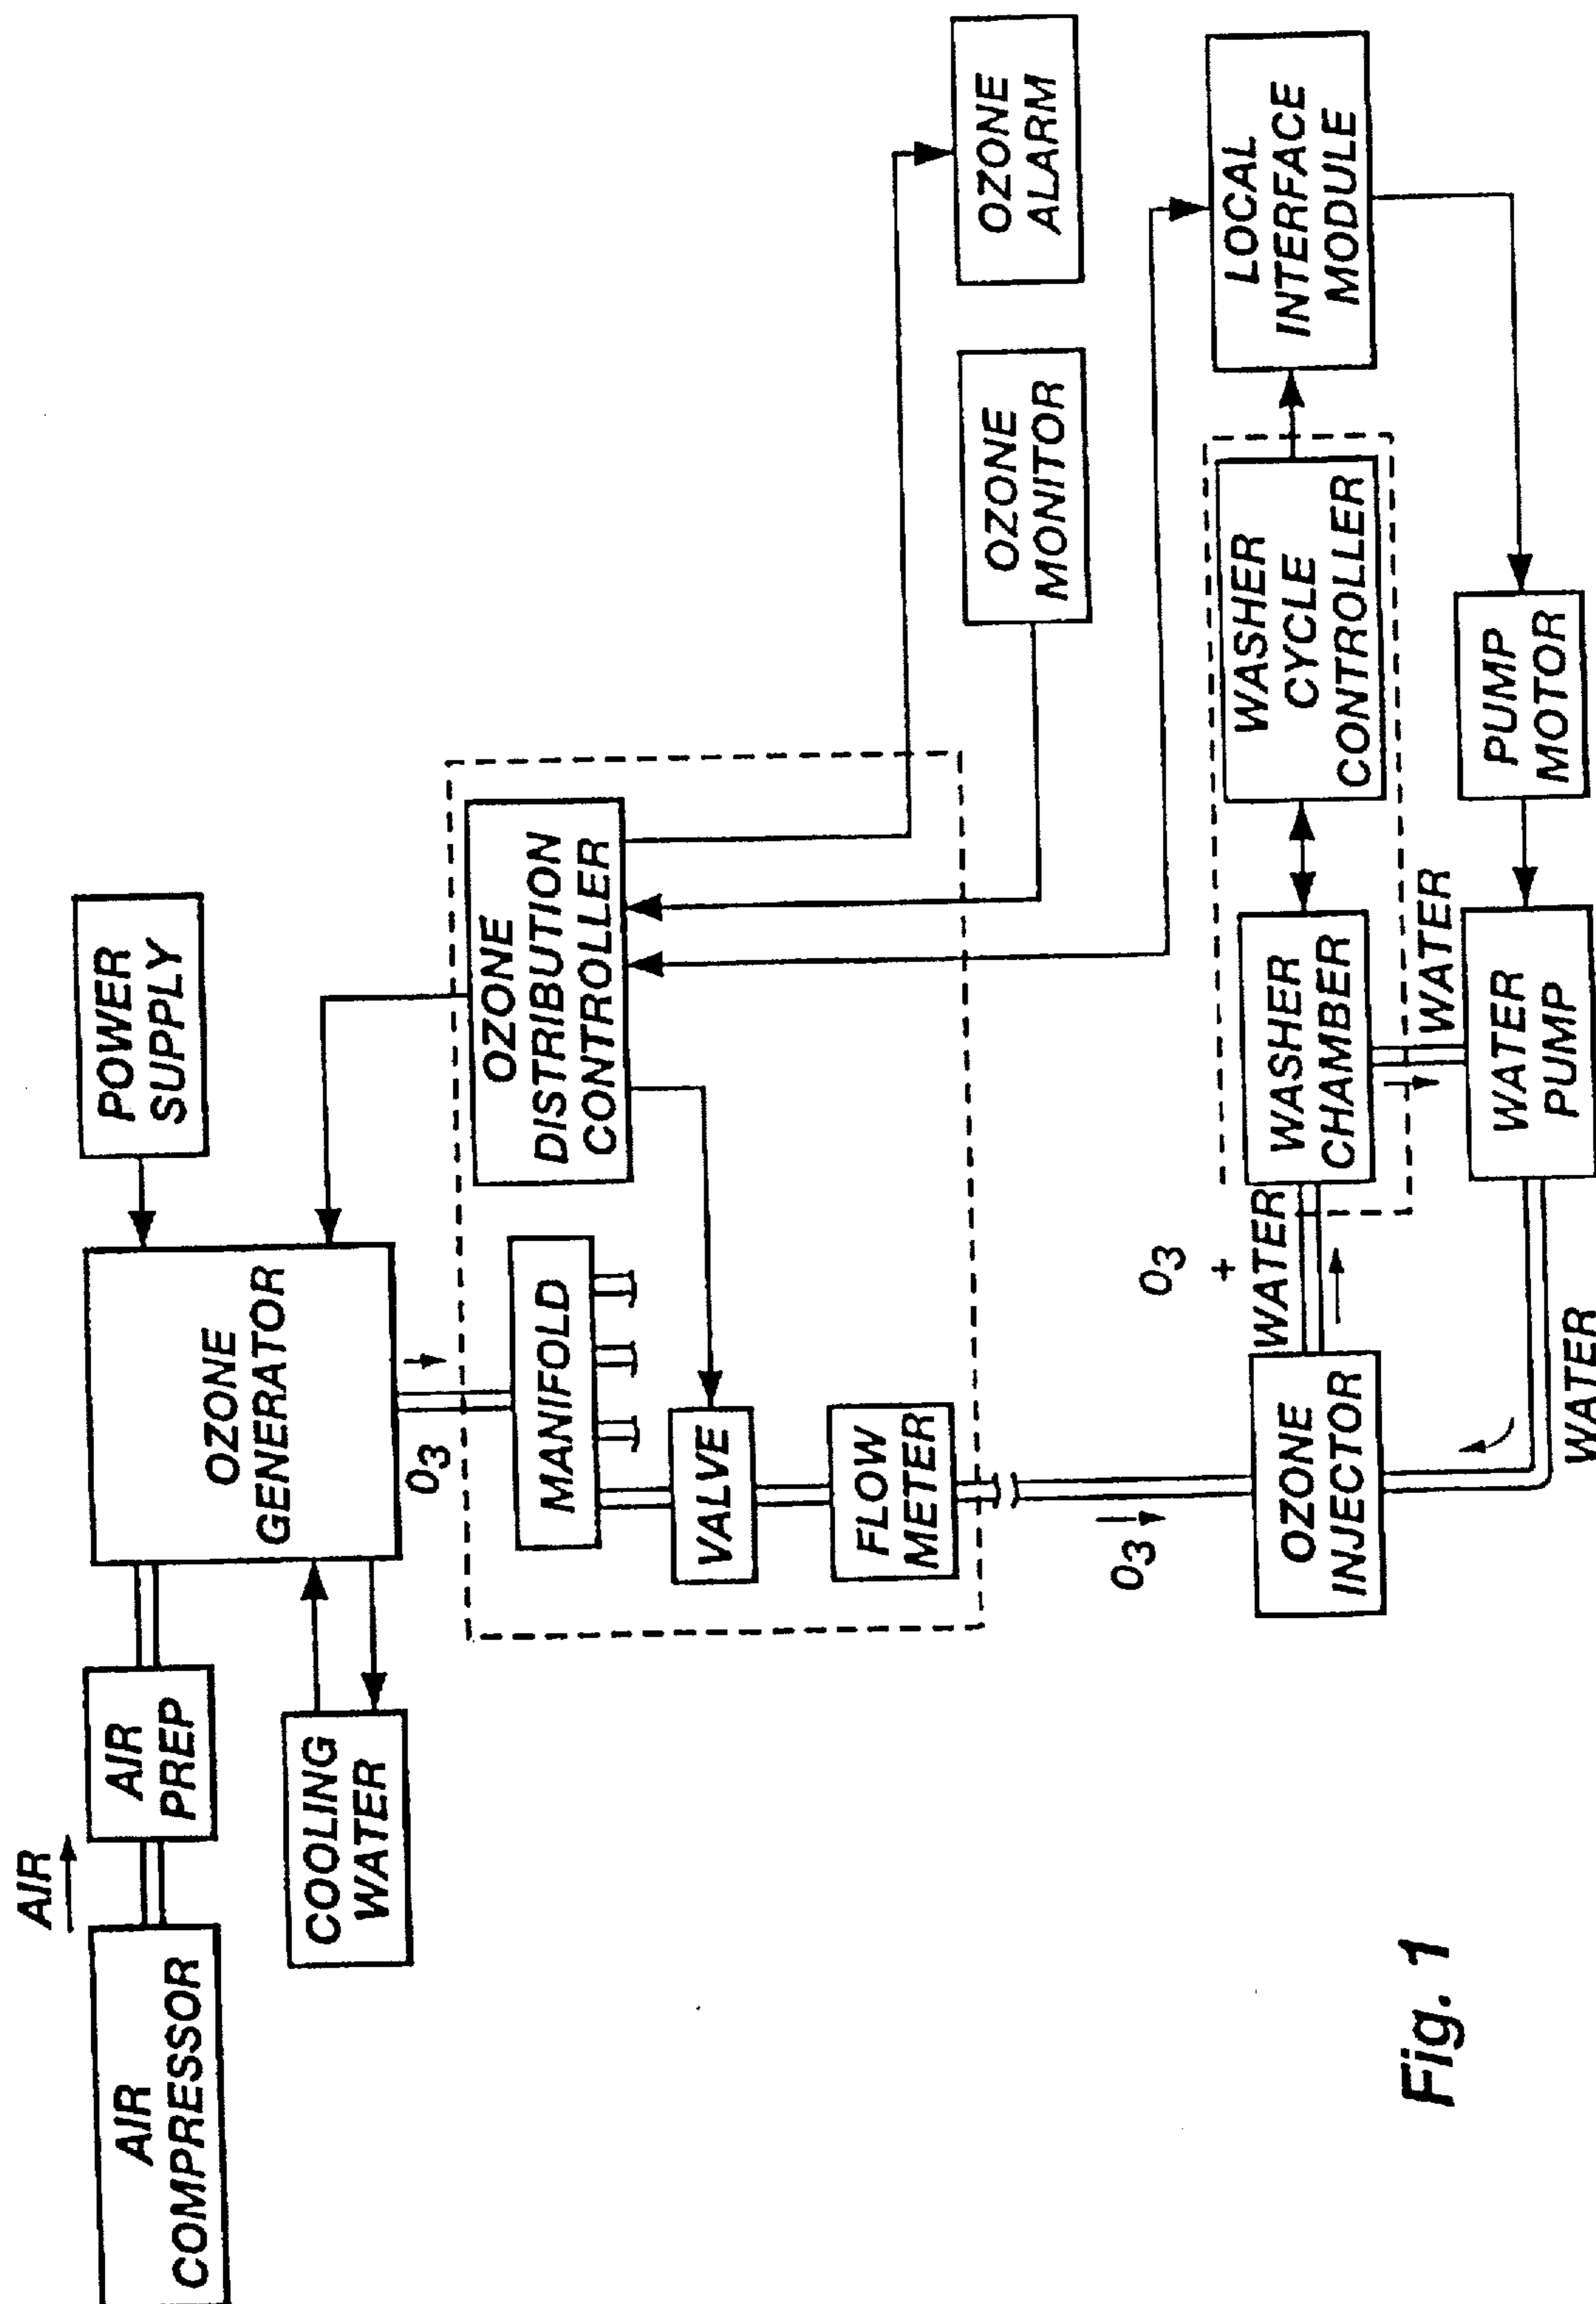 AIR
AIR
COMPRESSOR
AIR
PREP
COOLING
WATER
OZONE
GENERATOR
POWER
SUPPLY
O3
MANIFOLD
VALVE
FLOW
METER
OZONE
DISTRIBUTION
CONTROLLER
OZONE
MONITOR
OZONE
ALARM
O3
OZONE
INJECTOR
O3
+
WATER
WASHER
CHAMBER
WASHER
CYCLE
CONTROLLER
LOCAL
INTERFACE
MODULE
WATER
WATER
PUMP
PUMP
MOTOR
WATER
Fig. 1